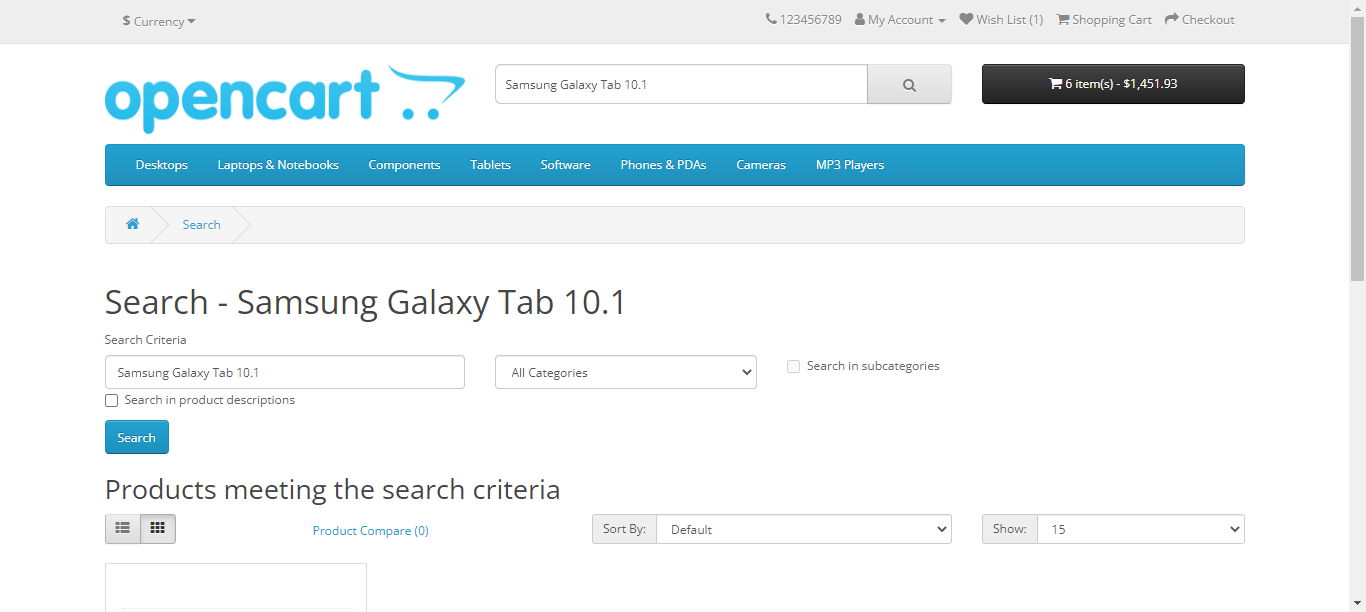 $ Currency
123456789 My Account Wish List (1) Shopping Cart Checkout
opencart
Samsung Galaxy Tab 10.1
6 item(s) - $1,451.93
Desktops Laptops & Notebooks Components Tablets Software Phones & PDAs Cameras MP3 Players
Search
Search - Samsung Galaxy Tab 10.1
Search Criteria
Samsung Galaxy Tab 10.1 All Categories Search in subcategories
Search in product descriptions
Search
Products meeting the search criteria
Product Compare (0) Sort By: Default Show: 15